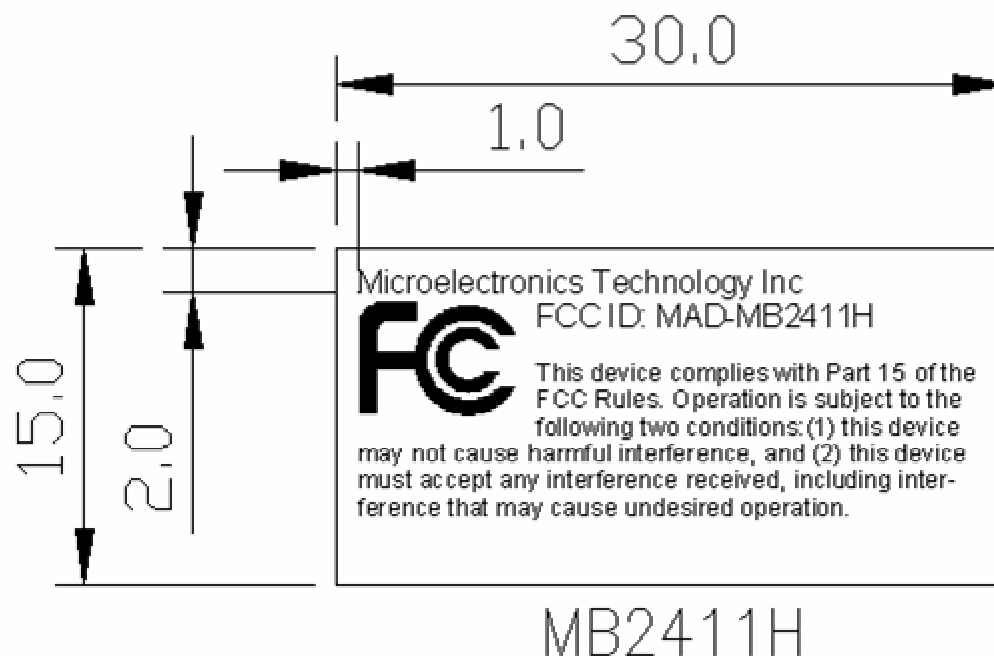 30.0
1.0
15.0
2.0
Microelectronics Technology Inc
FCC
FCC ID: MAD-MB2411H
This device complies with Part 15 of the
FCC Rules. Operation is subject to the
following two conditions: (1) this device
may not cause harmful interference, and (2) this device
must accept any interference received, including inter-
ference that may cause undesired operation.
MB2411H